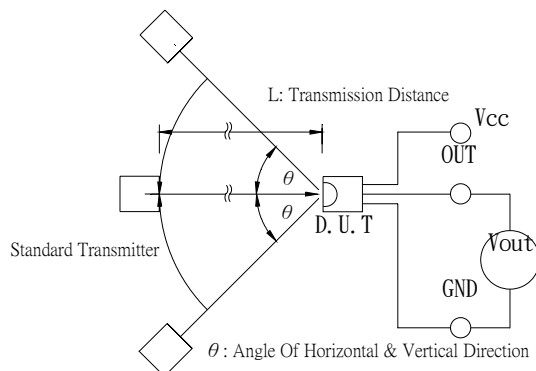 L: Transmission Distance
Vcc
OUT
θ
θ
D.U.T
Standard Transmitter
Vout
GND
θ: Angle Of Horizontal & Vertical Direction